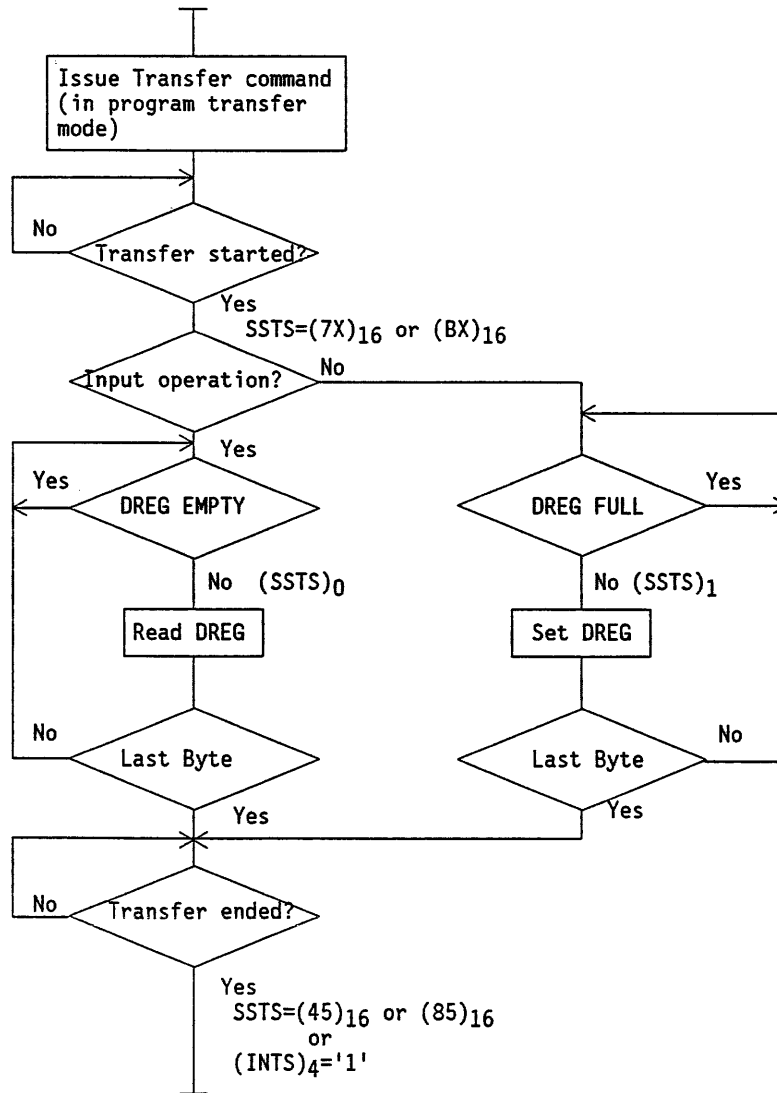 Issue Transfer command
(in program transfer
mode)
No
Transfer started?
Yes
SSTS=(7X)16 or (BX)16
Input operation?
No
Yes
Yes
DREG EMPTY
DREG FULL
Yes
No (SSTS)0
No (SSTS)1
Read DREG
Set DREG
No
Last Byte
Last Byte
No
Yes
Yes
No
Transfer ended?
Yes
SSTS=(45)16 or (85)16
or
(INTS)4='1'